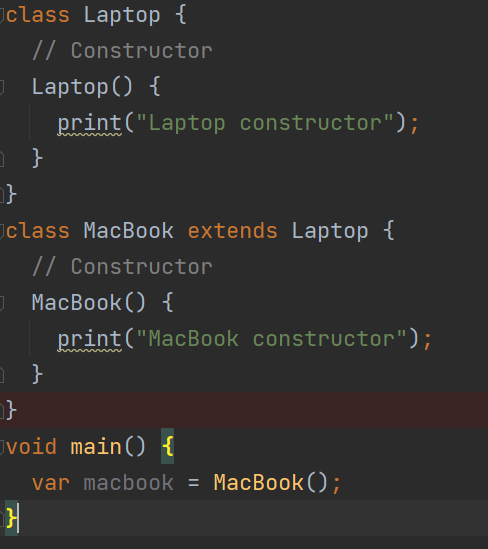 class Laptop {
  // Constructor
  Laptop() {
    print("Laptop constructor");
  }
}
class MacBook extends Laptop {
  // Constructor
  MacBook() {
    print("MacBook constructor");
  }
}
void main() {
  var macbook = MacBook();
}